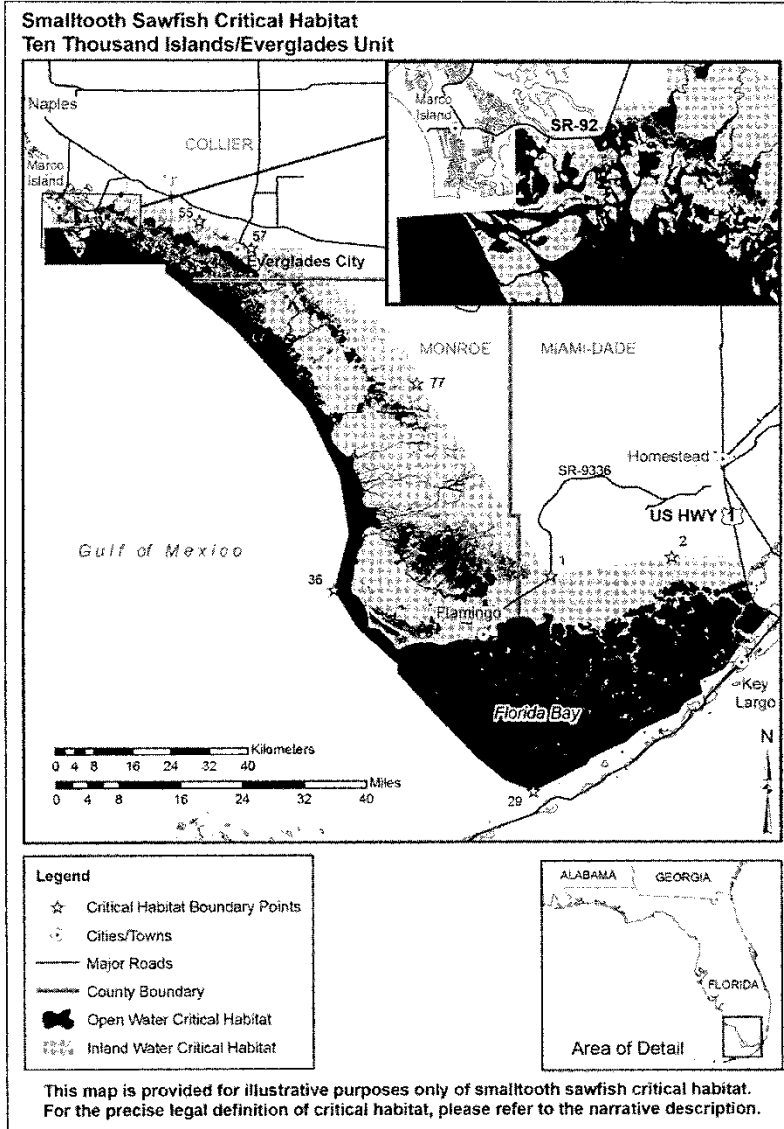 Smalltooth Sawfish Critical Habitat
Ten Thousand Islands/Everglades Unit
Naples
COLLIER
Marco
Island
55
57
Everglades City
Marco
Island
SR-92
MONROE
MIAMI-DADE
77
Homestead
SR-9336
US HWY
1
2
1
Gulf of Mexico
36
Flamingo
Florida Bay
Key
Largo
N
Kilometers
0 2 4 8 16 24 32 40
Miles
0 2 4 8 16 24 32 40
29
Legend
Critical Habitat Boundary Points
Cities/Towns
Major Roads
County Boundary
Open Water Critical Habitat
Inland Water Critical Habitat
ALABAMA
GEORGIA
FLORIDA
Area of Detail
This map is provided for illustrative purposes only of smalltooth sawfish critical habitat.
For the precise legal definition of critical habitat, please refer to the narrative description.